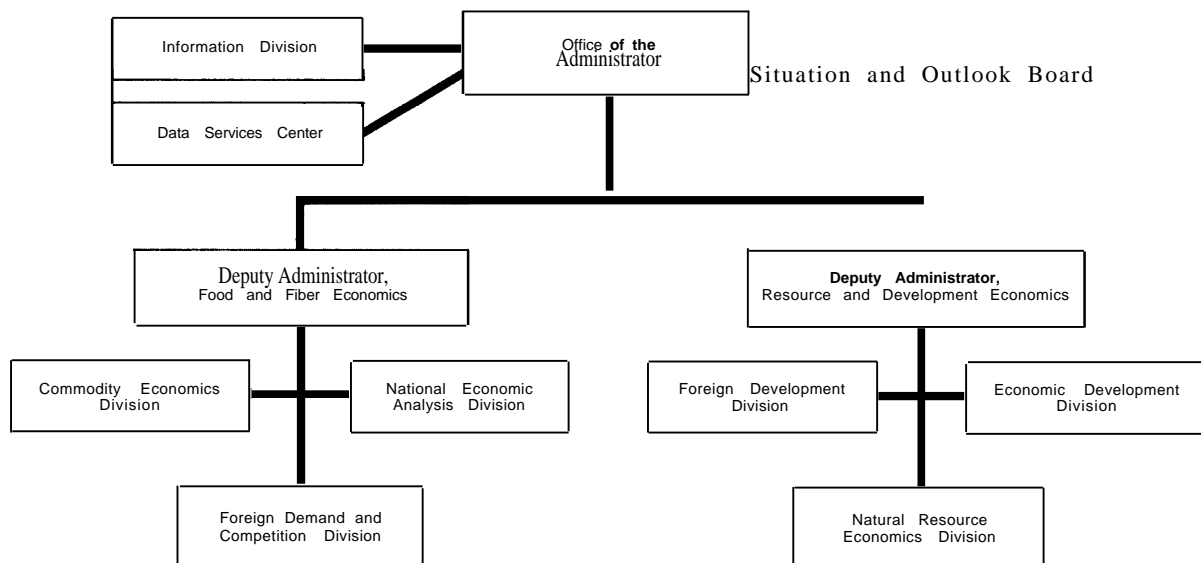 Information Division
Office of the
Administrator
Situation and Outlook Board
Data Services Center
Deputy Administrator,
Food and Fiber Economics
Deputy Administrator,
Resource and Development Economics
Commodity Economics
Division
National Economic
Analysis Division
Foreign Development
Division
Economic Development
Division
Foreign Demand and
Competition Division
Natural Resource
Economics Division